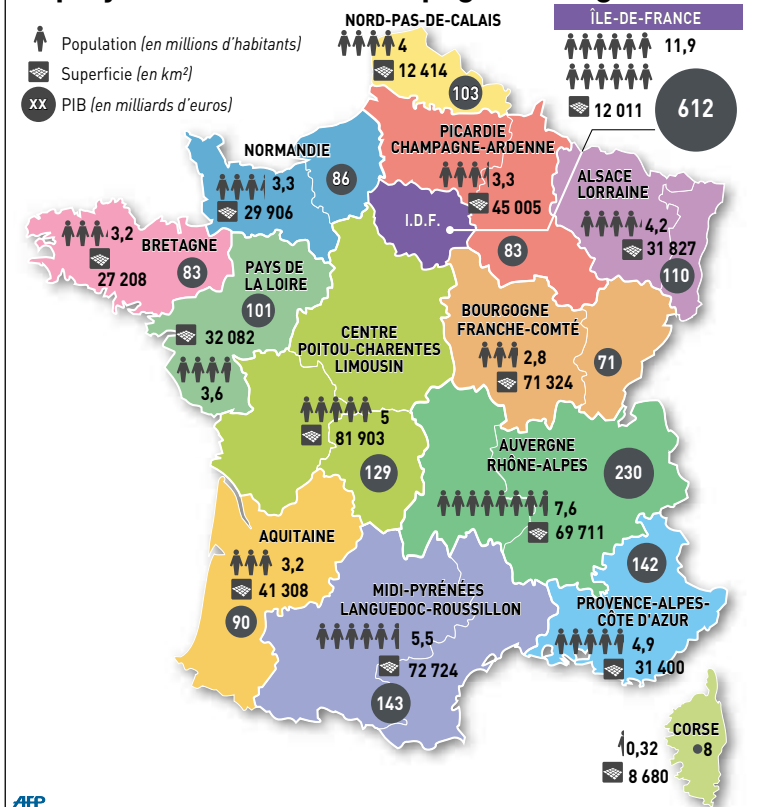 NORD-PAS-DE-CALAIS
4
12 414
103
ÎLE-DE-FRANCE
11,9
12 011
612
Population (en millions d'habitants)
Superficie (en km²)
XX PIB (en milliards d'euros)
NORMANDIE
3,3
29 906
86
PICARDIE
CHAMPAGNE-ARDENNE
3,3
45 005
83
I.D.F.
ALSACE
LORRAINE
4,2
31 827
110
3,2
BRETAGNE
27 208
83
PAYS DE
LA LOIRE
101
32 082
3,6
CENTRE
POITOU-CHARENTES
LIMOUSIN
5
81 903
129
BOURGOGNE
FRANCHE-COMTÉ
2,8
71 324
71
AUVERGNE
RHÔNE-ALPES
230
7,6
69 711
AQUITAINE
3,2
41 308
90
MIDI-PYRÉNÉES
LANGUEDOC-ROUSSILLON
5,5
72 724
143
142
PROVENCE-ALPES-
CÔTE D'AZUR
4,9
31 400
CORSE
8
0,32
8 680
AFP